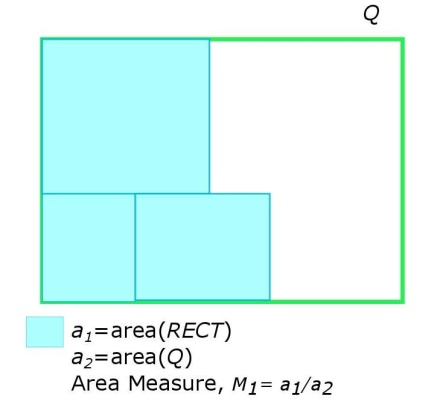 Q
a₁=area(RECT)
a₂=area(Q)
Area Measure, M₁= a₁/a₂